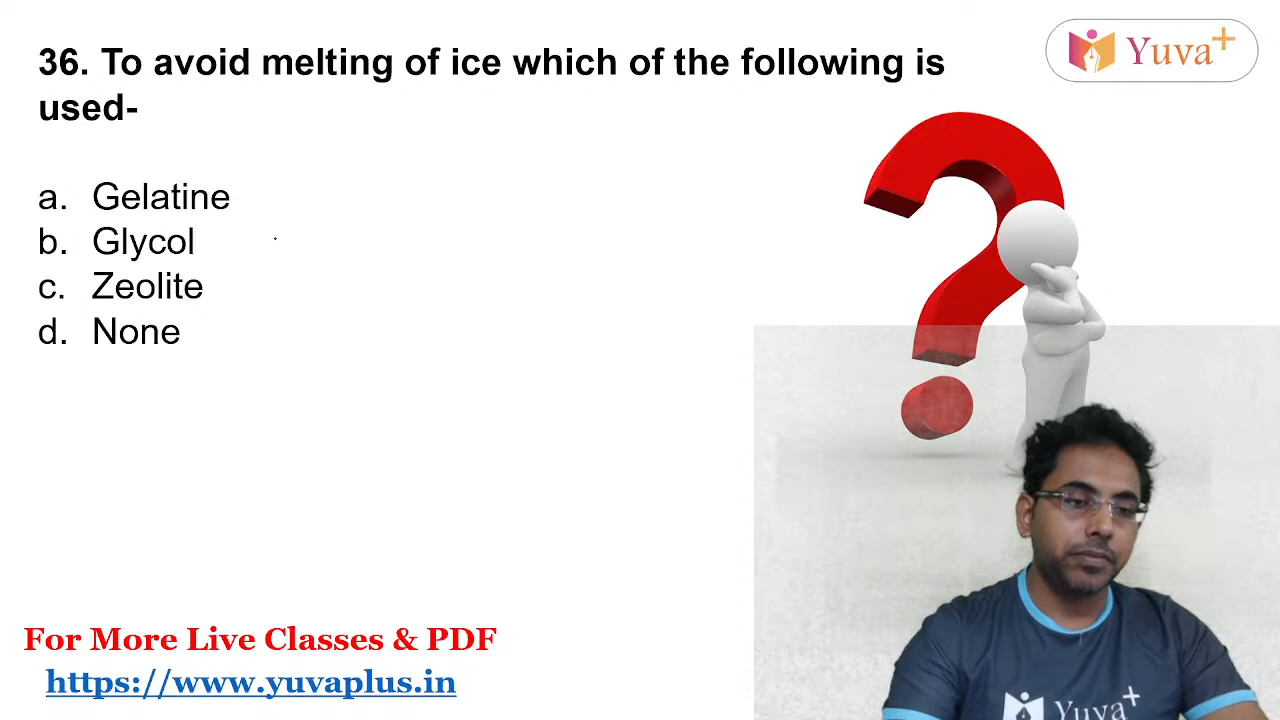 36. To avoid melting of ice which of the following is
used-
a. Gelatine
b. Glycol
c. Zeolite
d. None
For More Live Classes & PDF
https://www.yuvaplus.in
Yuva+
Yuva+